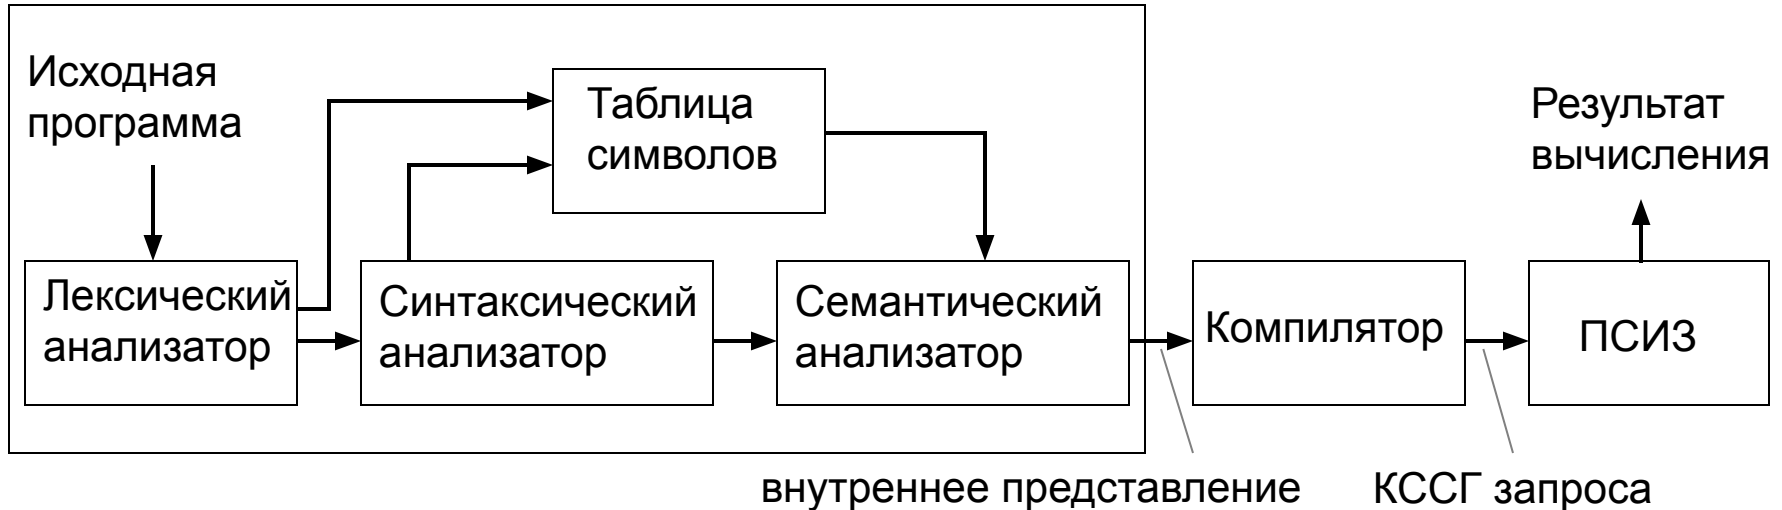 Исходная
программа
Таблица
символов
Результат
вычисления
Лексический
анализатор
Синтаксический
анализатор
Семантический
анализатор
Компилятор
ПСИЗ
внутреннее представление
КССГ запроса